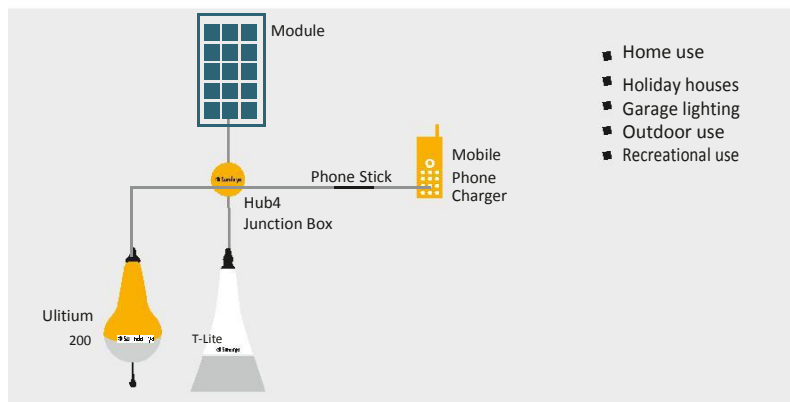 Module
Home use
Holiday houses
Garage lighting
Outdoor use
Recreational use
Mobile
Phone
Charger
Phone Stick
Hub4
Junction Box
Ulitium
200
T-Lite